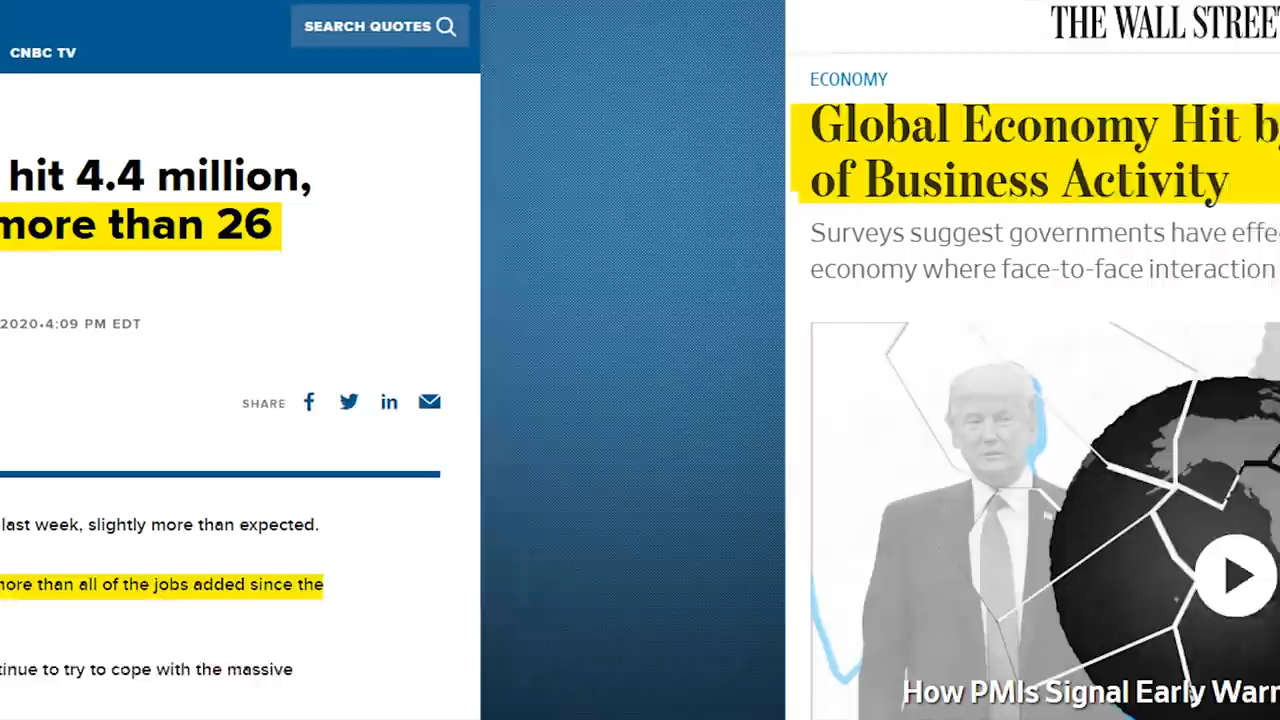 SEARCH QUOTES
CNBC TV
hit 4.4 million,
more than 26
2020•4:09 PM EDT
SHARE
last week, slightly more than expected.
more than all of the jobs added since the
tinue to try to cope with the massive
THE WALL STREET
ECONOMY
Global Economy Hit by
of Business Activity
Surveys suggest governments have effe
economy where face-to-face interaction
How PMIs Signal Early Warn